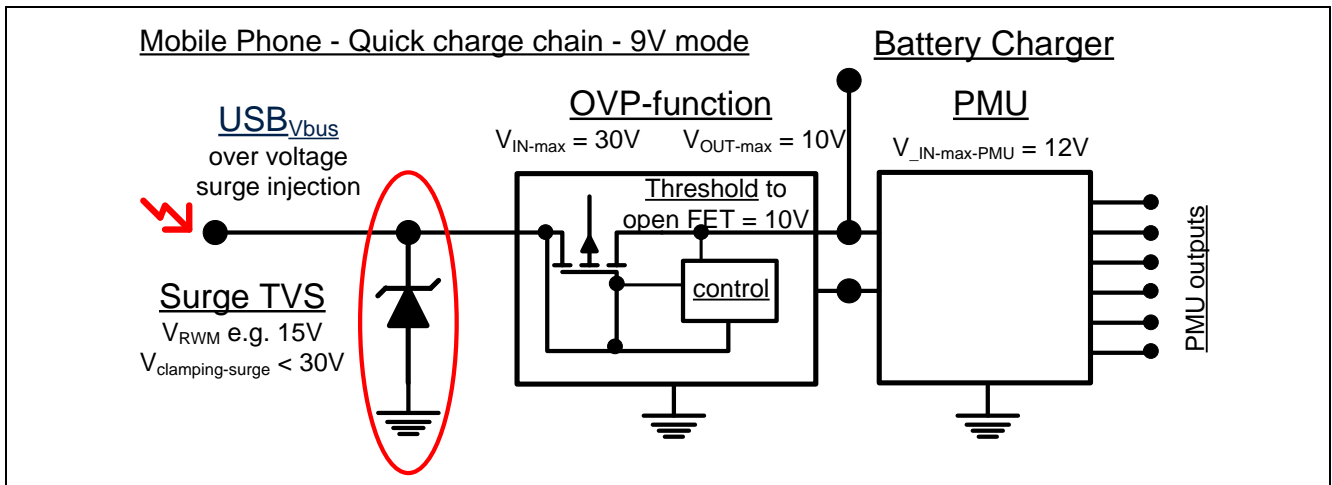 Mobile Phone - Quick charge chain - 9V mode
Battery Charger
USBVbus
over voltage
surge injection
OVP-function
VIN-max = 30V VOUT-max = 10V
PMU
V_IN-max-PMU = 12V
Threshold to
open FET = 10V
control
Surge TVS
VRWM e.g. 15V
Vclamping-surge < 30V
PMU outputs